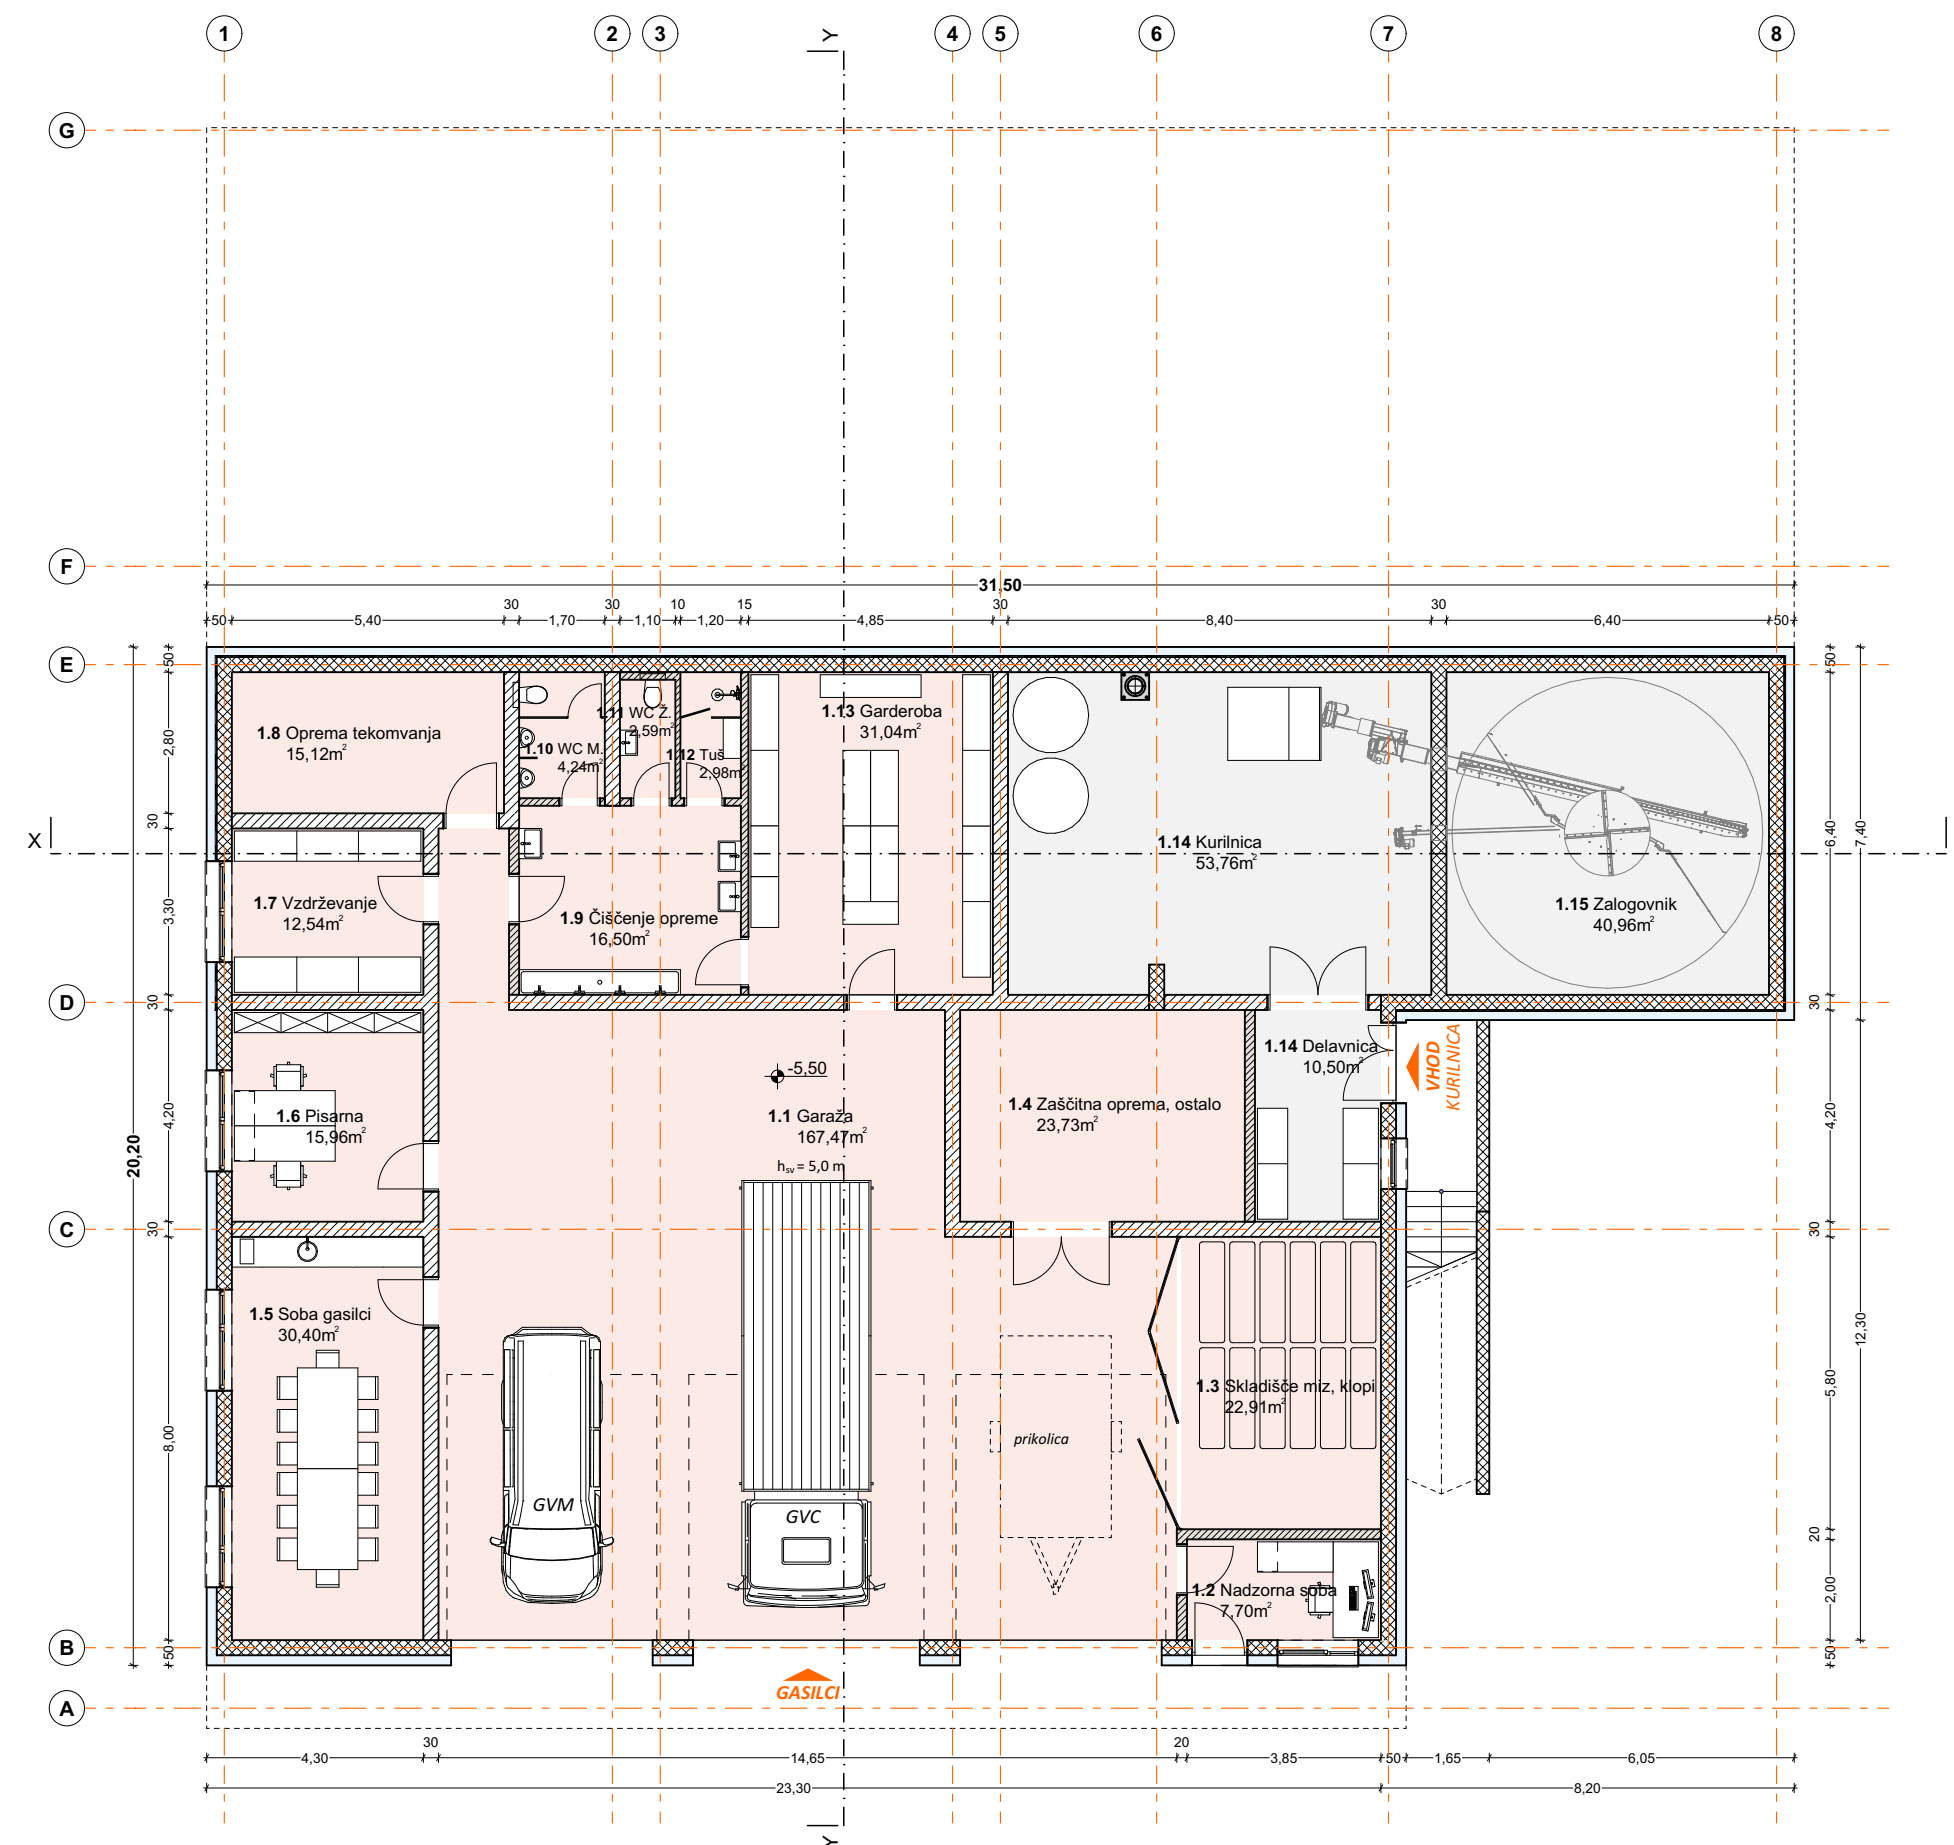 1 2 3 4 5 6 7 8
Y
G
F
31,50
30 30 10 15 30 30
50 5,40 1,70 1,10 1,20 4,85 8,40 6,40 50
E
50 2,80 30 3,30 30 4,20 30 8,00 50
20,20
50 6,40 30 4,20 30 5,80 20 2,00 50
7,40 12,30
1.8 Oprema tekomvanja
15,12m²
1.11 WC Ž.
2,59m²
1.10 WC M.
4,24m²
1.12 Tuš
2,98m²
1.13 Garderoba
31,04m²
X
1.14 Kurilnica
53,76m²
1.15 Zalogovnik
40,96m²
1.7 Vzdrževanje
12,54m²
1.9 Čiščenje opreme
16,50m²
D
1.14 Delavnica
10,50m²
VHOD
KURILNICA
-5,50
1.6 Pisarna
15,96m²
1.1 Garaža
167,47m²
hsv = 5,0 m
1.4 Zaščitna oprema, ostalo
23,73m²
C
1.5 Soba gasilci
30,40m²
1.3 Skladišče miz, klopi
22,91m²
prikolica
GVM
GVC
1.2 Nadzorna soba
7,70m²
B
GASILCI
A
30 20
4,30 14,65 3,85 50 1,65 6,05
23,30 8,20
Y